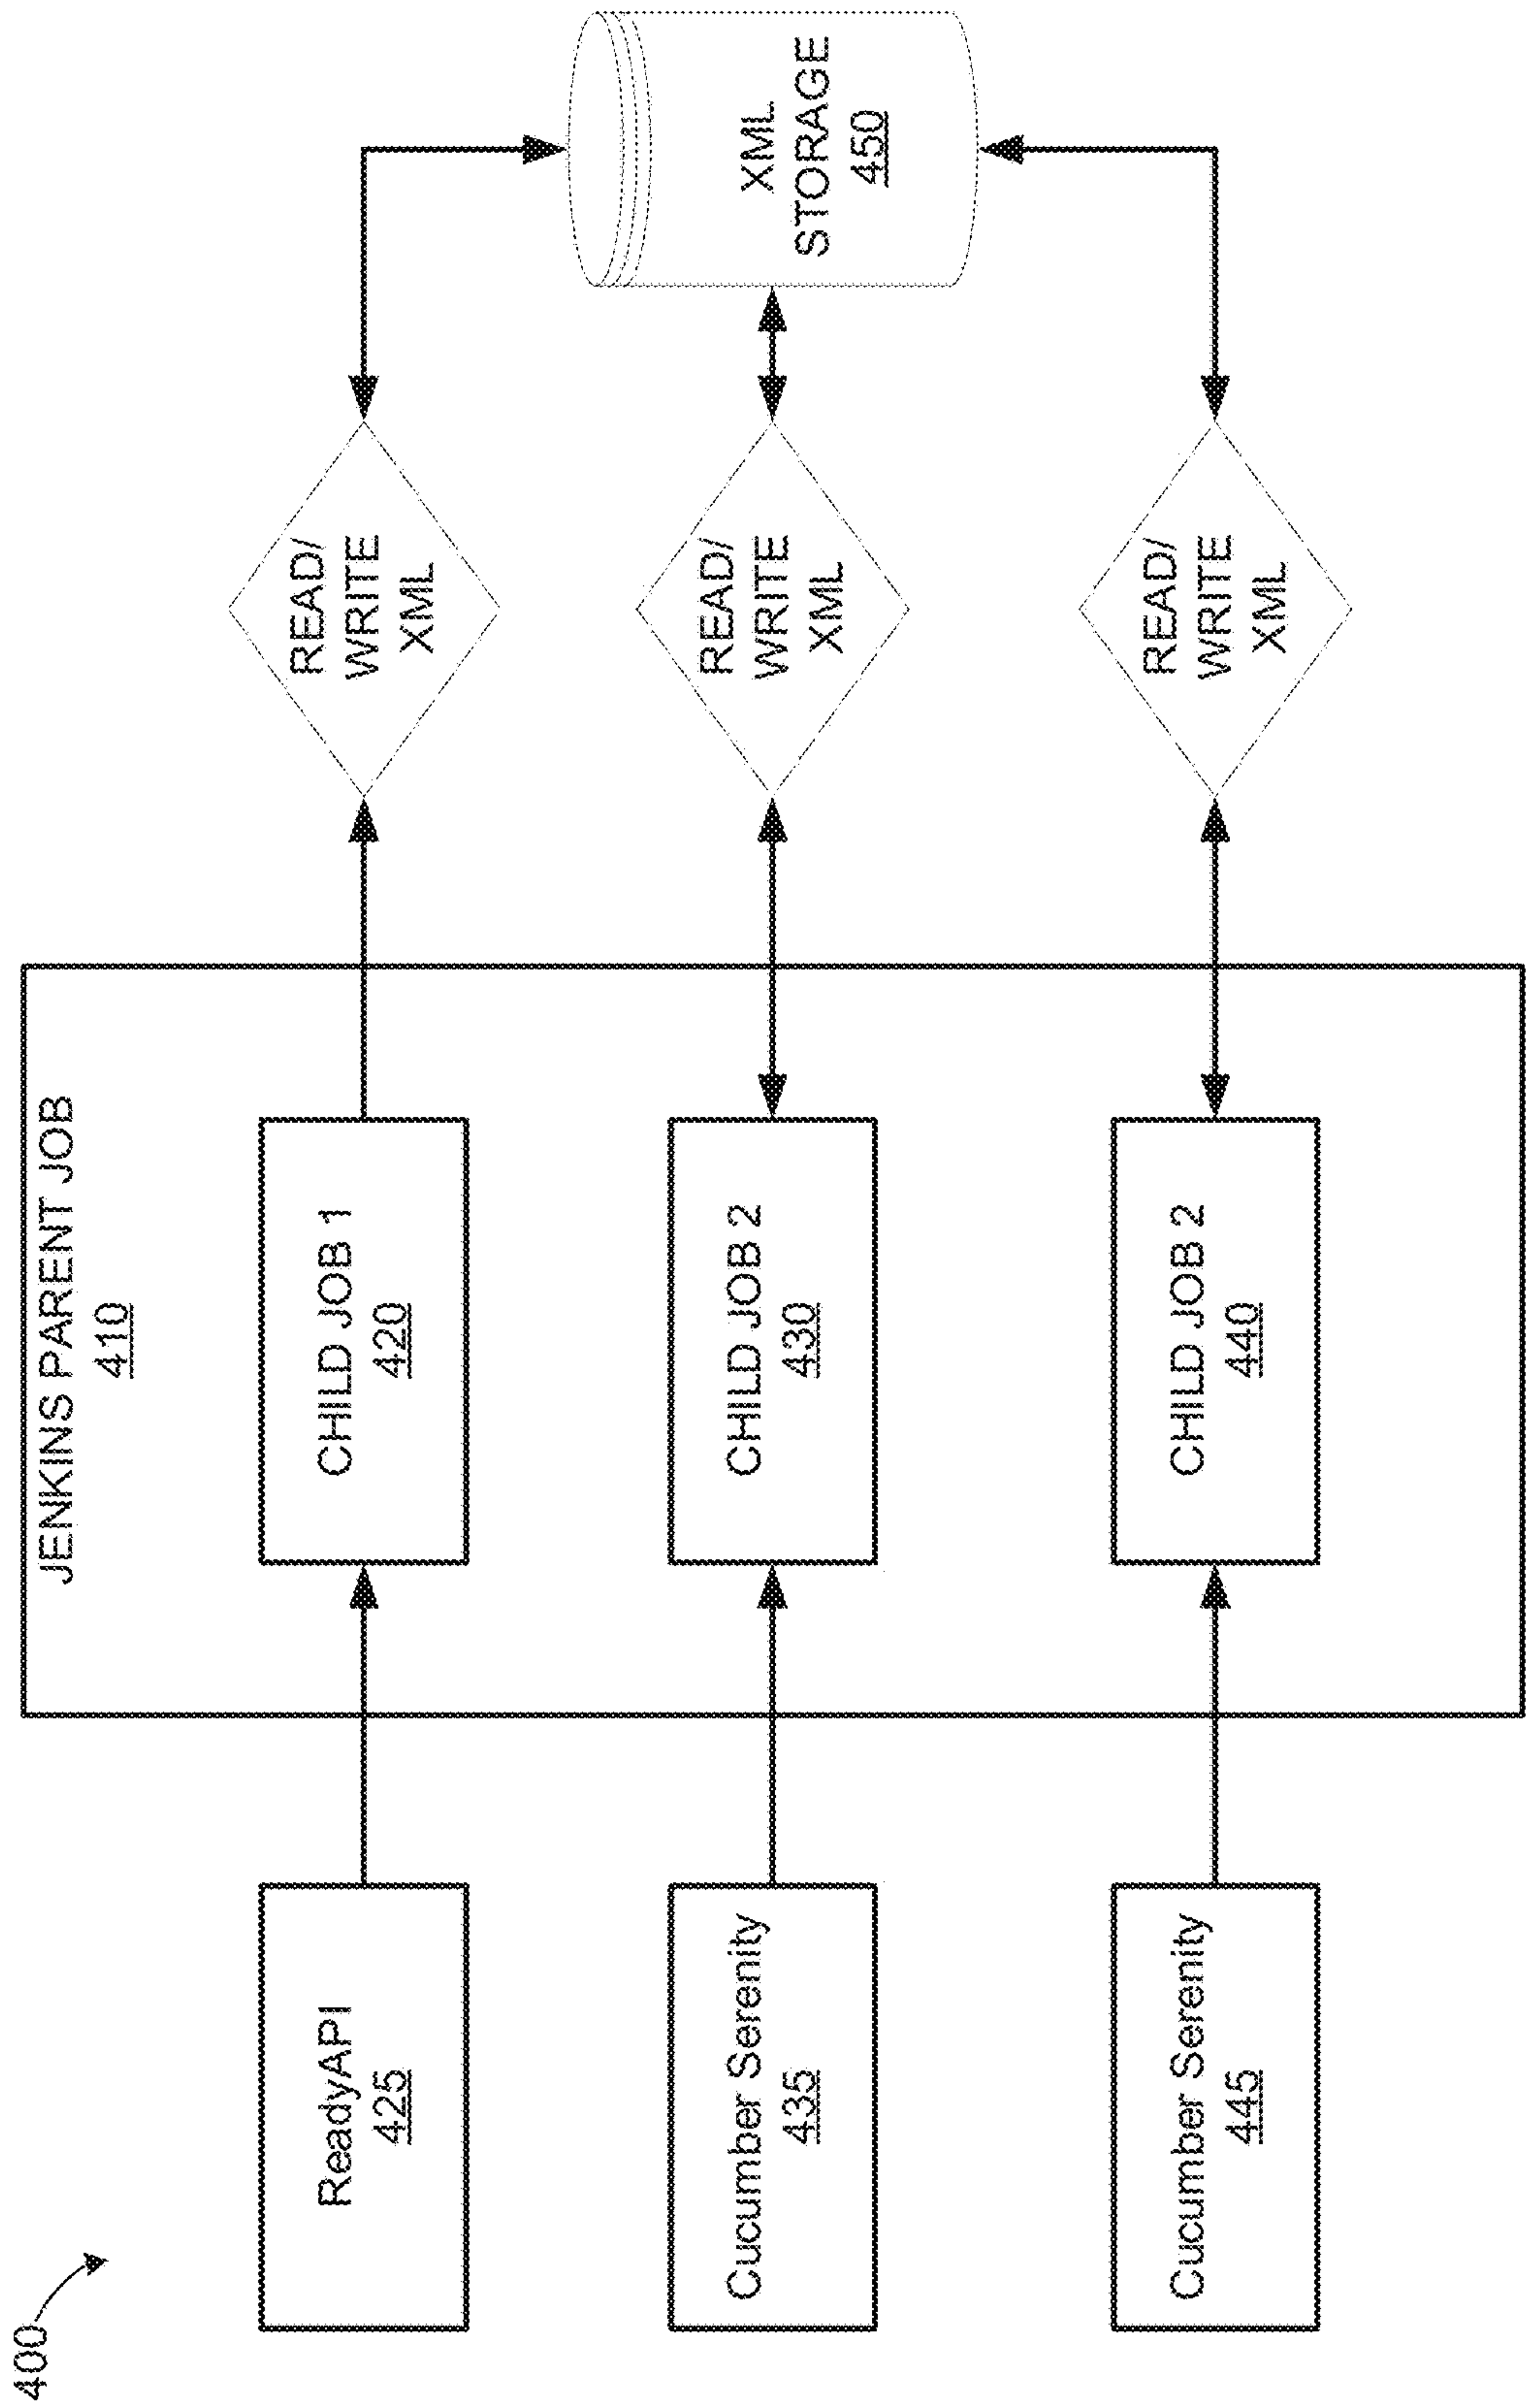 400
JENKINS PARENT JOB
410
ReadyAPI
425
CHILD JOB 1
420
READ/
WRITE
XML
Cucumber Serenity
435
CHILD JOB 2
430
READ/
WRITE
XML
XML
STORAGE
450
Cucumber Serenity
445
CHILD JOB 2
440
READ/
WRITE
XML